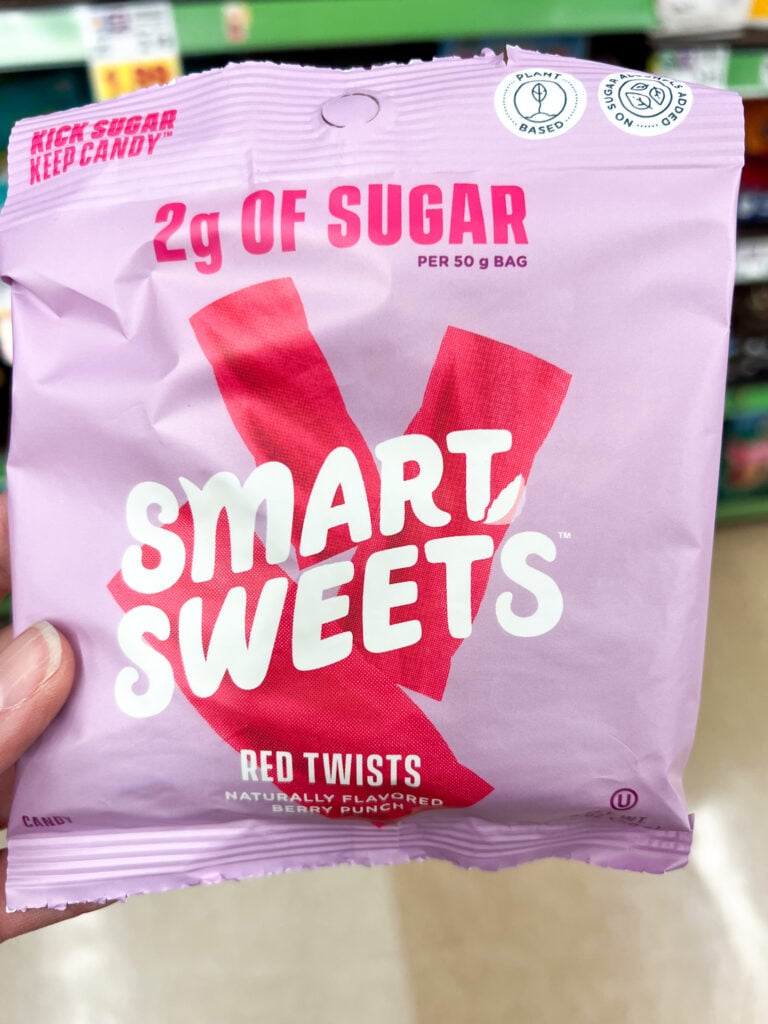 KICK SUGAR
KEEP CANDY™
PLANT
BASED
NO SUGAR ALCOHOLS ADDED
2g OF SUGAR
PER 50 g BAG
SMART
SWEETS™
RED TWISTS
NATURALLY FLAVORED
BERRY PUNCH
CANDY
U